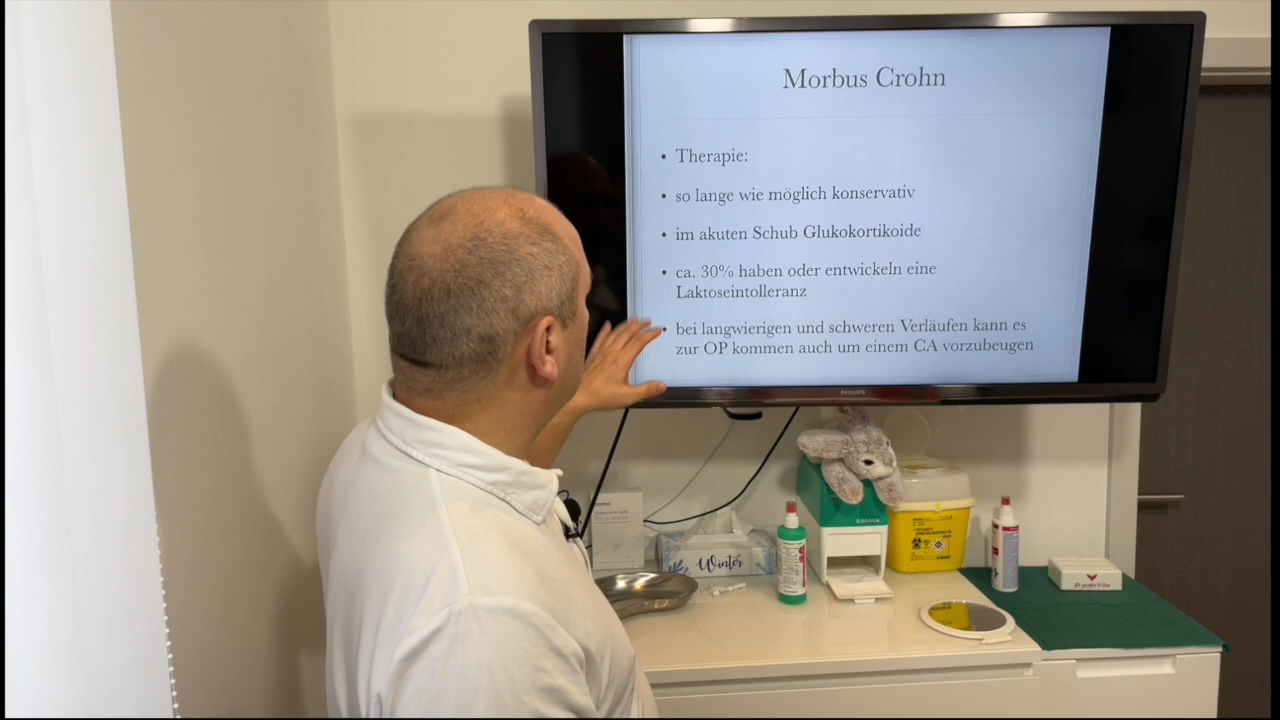 Morbus Crohn
• Therapie:
• so lange wie möglich konservativ
• im akuten Schub Glukokortikoide
• ca. 30% haben oder entwickeln eine
Laktoseintolleranz
• bei langwierigen und schweren Verläufen kann es
zur OP kommen auch um einem CA vorzubeugen
PHILIPS
Winter
B.BRAUN